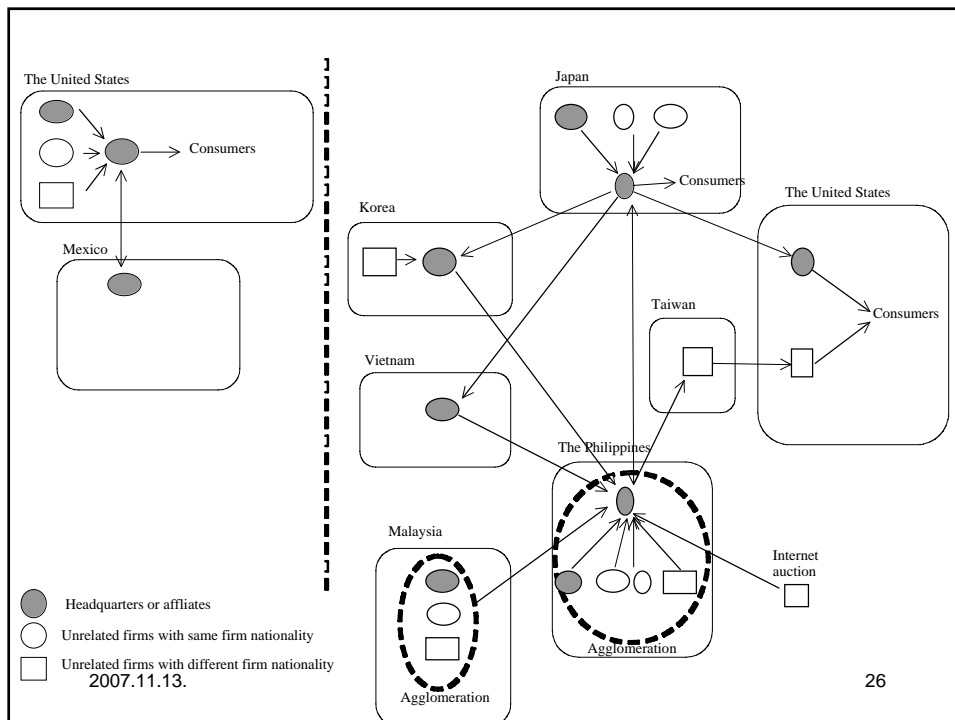 The United States
Consumers
Mexico
Japan
Consumers
The United States
Korea
Taiwan
Consumers
Vietnam
The Philippines
Malaysia
Internet
auction
Agglomeration
Agglomeration
Headquarters or affliates
Unrelated firms with same firm nationality
Unrelated firms with different firm nationality
2007.11.13.
26